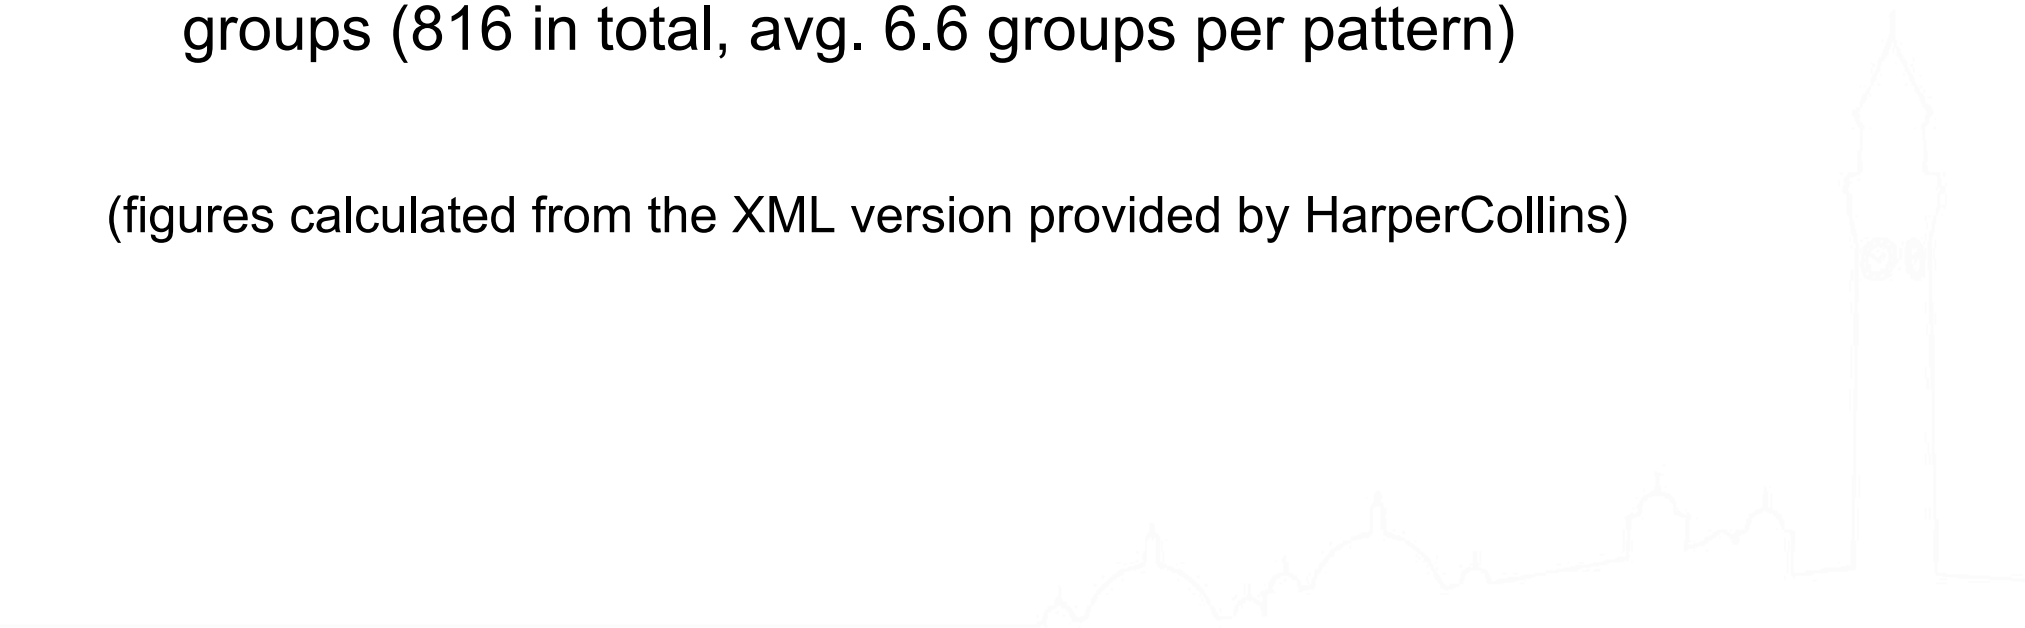 groups (816 in total, avg. 6.6 groups per pattern)
(figures calculated from the XML version provided by HarperCollins)